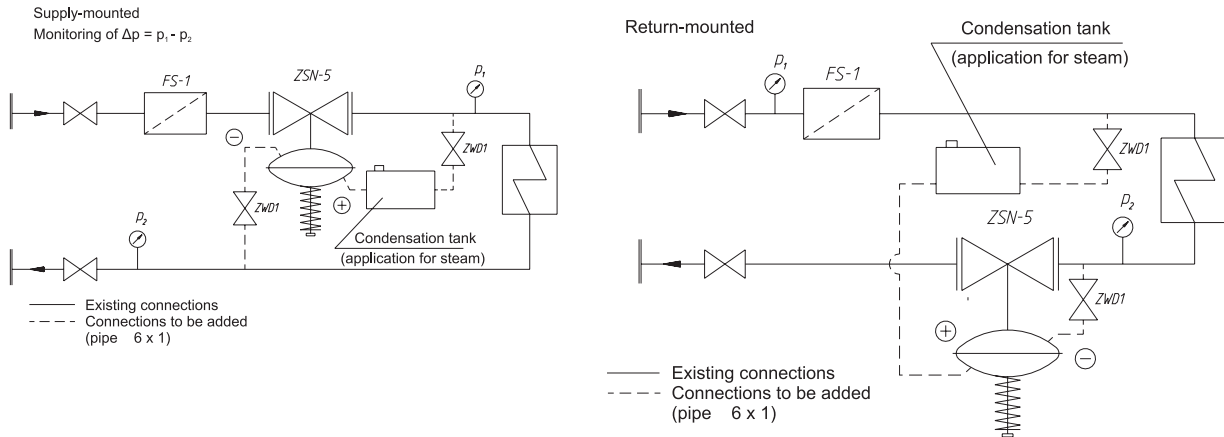 Supply-mounted
Monitoring of Δp = p₁ - p₂
FS-1
ZSN-5
p₁
−
ZWD1
ZWD1
+
p₂
Condensation tank
(application for steam)
Existing connections
Connections to be added
(pipe 6 x 1)
Return-mounted
Condensation tank
(application for steam)
p₁
FS-1
ZWD1
ZSN-5
p₂
ZWD1
+
−
Existing connections
Connections to be added
(pipe 6 x 1)